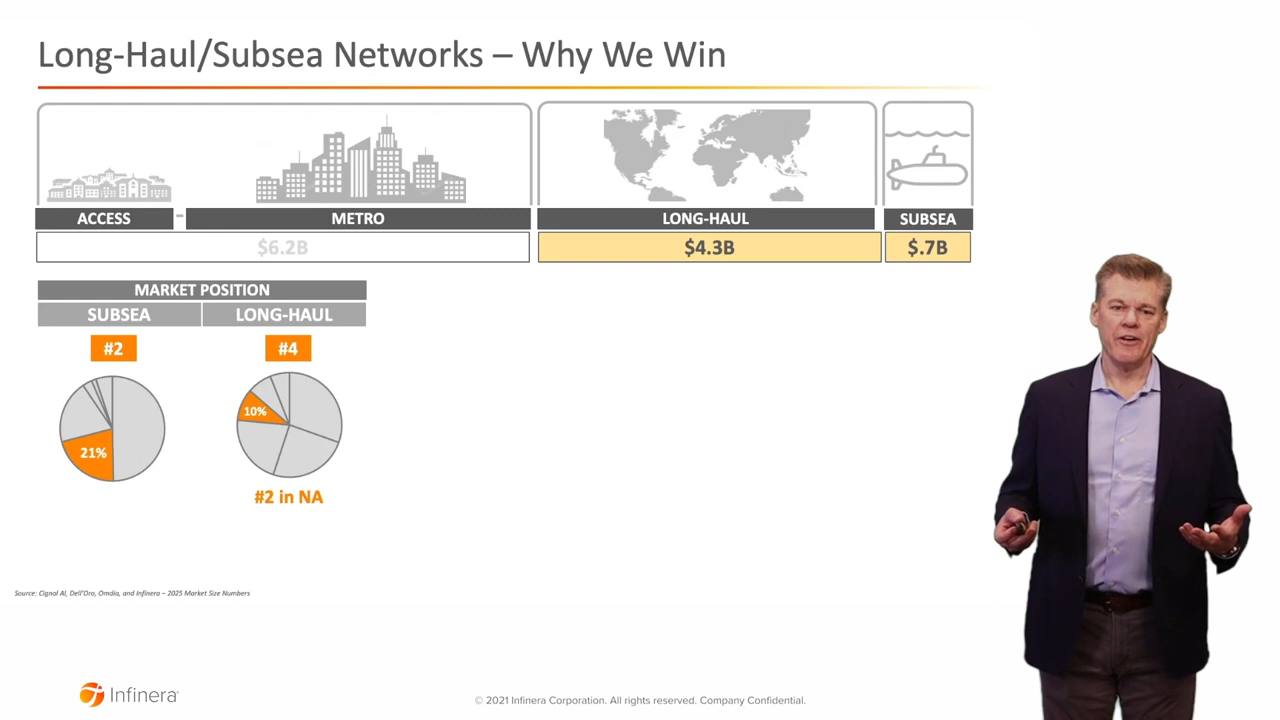 Long-Haul/Subsea Networks – Why We Win
ACCESS - METRO LONG-HAUL SUBSEA
$6.2B $4.3B $.7B
MARKET POSITION
SUBSEA LONG-HAUL
#2 #4
10%
21%
#2 in NA
Source: Cignal AI, Dell'Oro, Omdia, and Infinera – 2025 Market Size Numbers
Infinera
© 2021 Infinera Corporation. All rights reserved. Company Confidential.